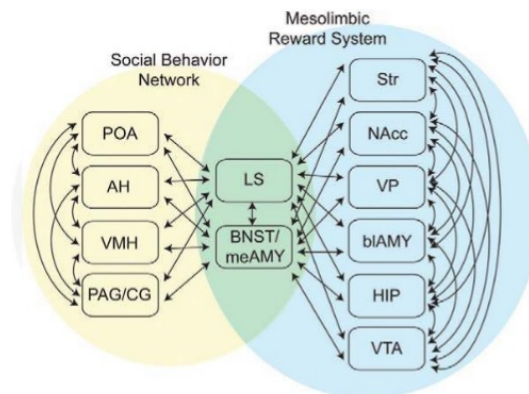 Mesolimbic
Reward System
Social Behavior
Network
POA
AH
VMH
PAG/CG
LS
BNST/
meAMY
Str
NAcc
VP
blAMY
HIP
VTA